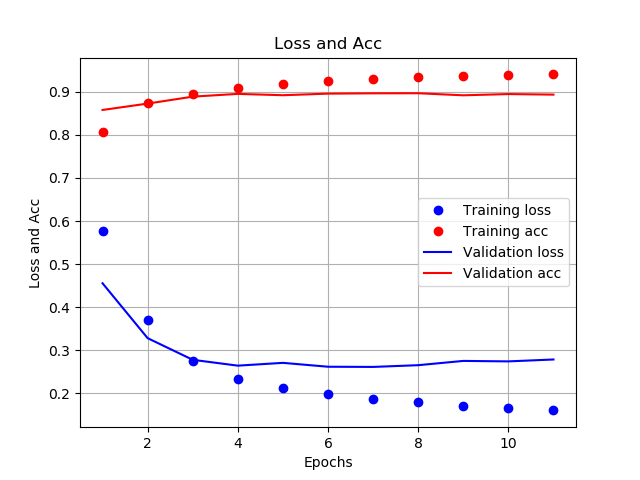 Loss and Acc
Loss and Acc
0.9
0.8
0.7
0.6
0.5
0.4
0.3
0.2
Training loss
Training acc
Validation loss
Validation acc
2 4 6 8 10
Epochs